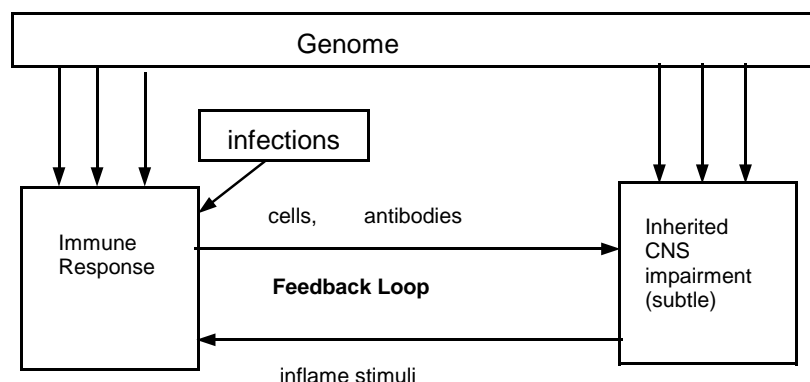 Genome
infections
cells, antibodies
Immune
Response
Inherited
CNS
impairment
(subtle)
Feedback Loop
inflame stimuli